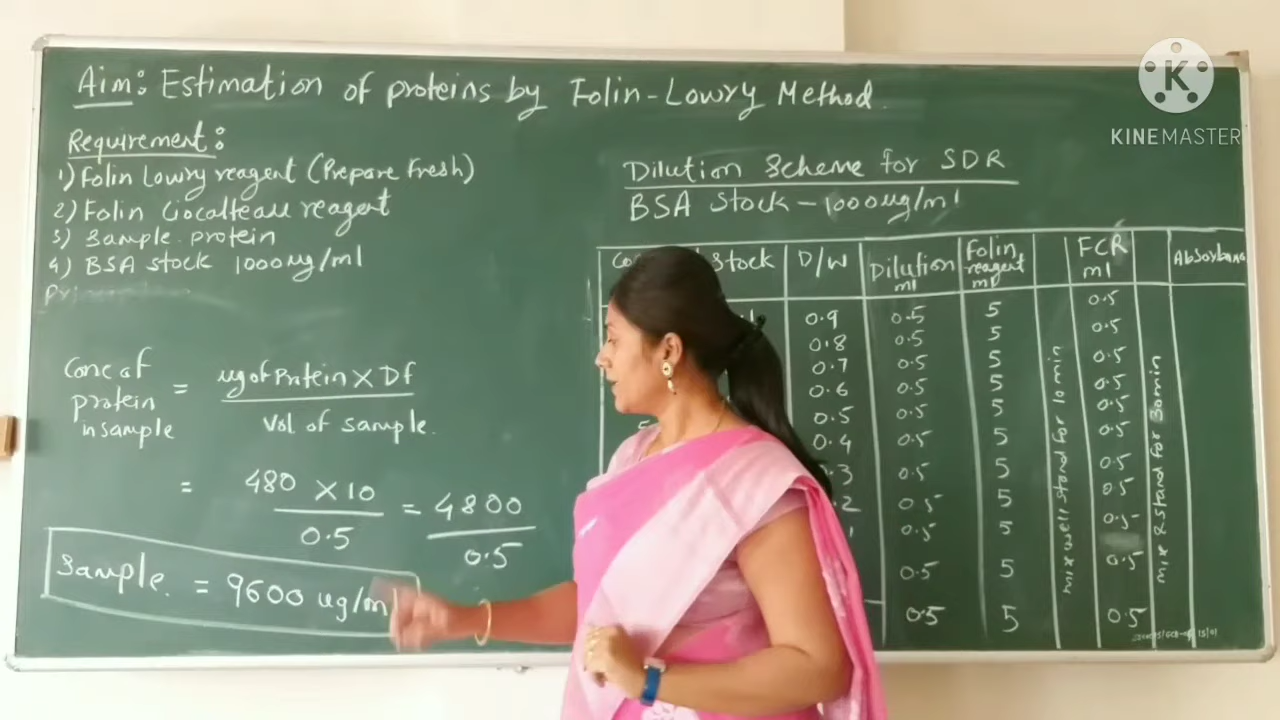 Aim: Estimation of proteins by Folin-Lowry Method.
Requirement:
1) Folin Lowry reagent (Prepare Fresh)
2) Folin Ciocalteau reagent
3) Sample protein
4) BSA stock 1000ug/ml
Conc of protein in sample = ug of Protein X Df
Vol of sample.
= 480 X 10 = 4800
0.5 0.5
Sample = 9600 ug/ml
K
KINEMASTER
Dilution Scheme for SDR
BSA Stock - 1000ug/ml
Stock D/W Dilution ml Folin reagent ml FCR ml
0.9 0.5 5 0.5
0.8 0.5 5 0.5
0.7 0.5 5 0.5
0.6 0.5 5 0.5
0.5 0.5 5 0.5
0.4 0.5 5 0.5
0.5 5 0.5
0.5 5 0.5
0.5 5 0.5
0.5 5 0.5
0.5 5 0.5
mix well stand for 10 min
mix & stand for 30min